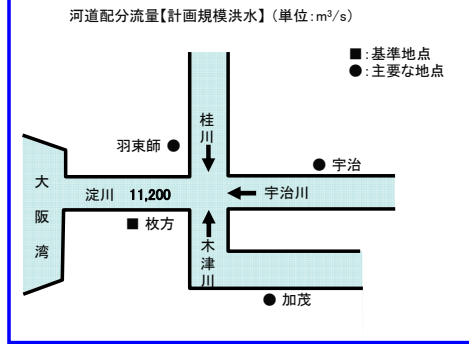 河道配分流量【計画規模洪水】(単位:m³/s)
■:基準地点
●:主要な地点
桂川
羽束師 ●
● 宇治
大阪湾
淀川 11,200
宇治川
■ 枚方
木津川
● 加茂